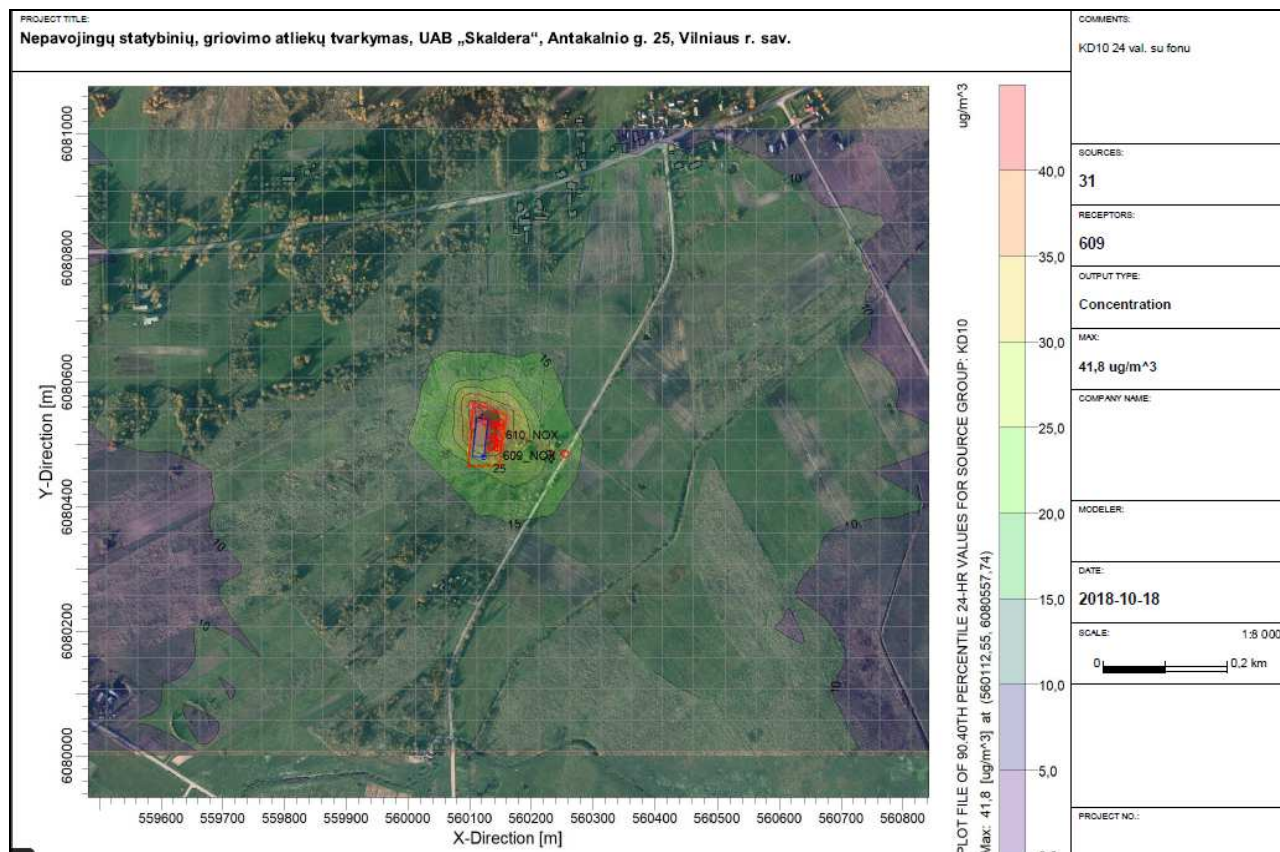 PROJECT TITLE:
Nepavojingų statybinių, griovimo atliekų tvarkymas, UAB „Skaldera“, Antakalnio g. 25, Vilniaus r. sav.
COMMENTS:
KD10 24 val. su fonu
SOURCES:
31
RECEPTORS:
609
OUTPUT TYPE:
Concentration
MAX:
41,8 ug/m^3
COMPANY NAME:
MODELER:
DATE:
2018-10-18
SCALE:
1:8 000
0
0,2 km
PROJECT NO.:
ug/m^3
40,0
35,0
30,0
25,0
20,0
15,0
10,0
5,0
PLOT FILE OF 90.40TH PERCENTILE 24-HR VALUES FOR SOURCE GROUP: KD10
Max: 41,8 [ug/m^3] at (560112,55, 6080557,74)
Y-Direction [m]
6081000
6080800
6080600
6080400
6080200
6080000
10
10
15
610_NOX
609_NOX
25
15
10
10
10
10
559600
559700
559800
559900
560000
560100
560200
560300
560400
560500
560600
560700
560800
X-Direction [m]